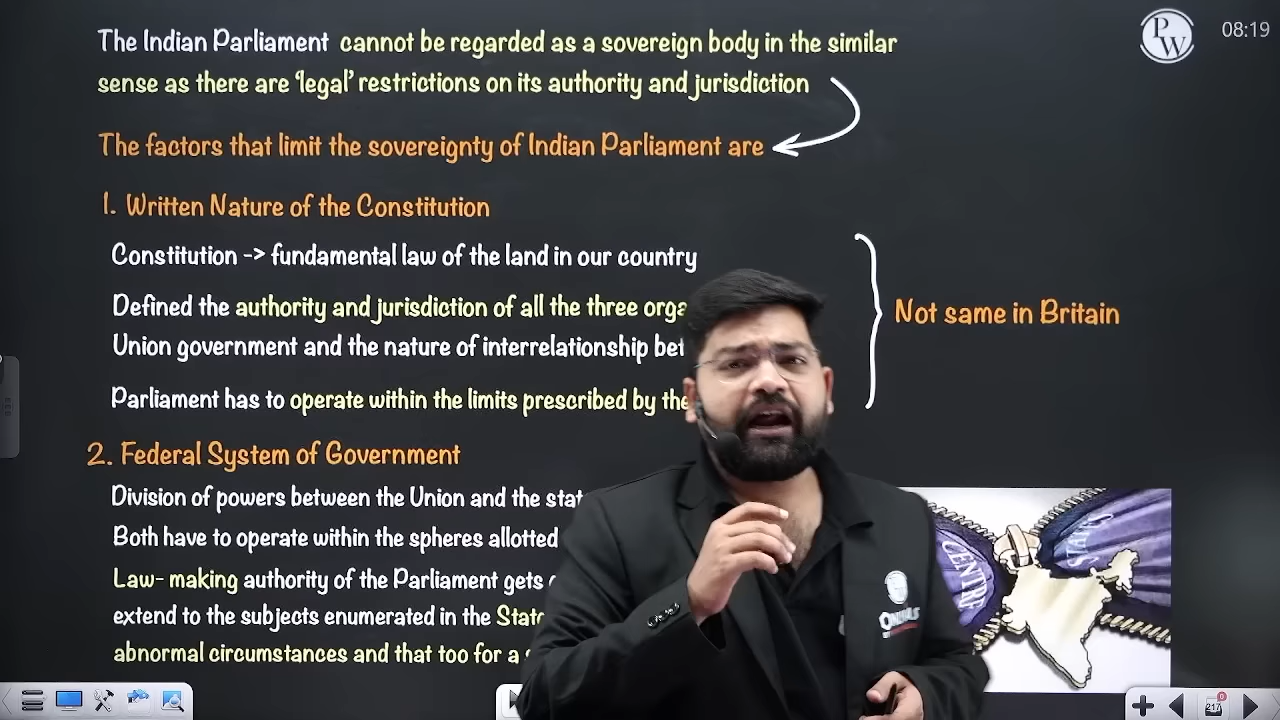 The Indian Parliament cannot be regarded as a sovereign body in the similar
sense as there are 'legal' restrictions on its authority and jurisdiction
The factors that limit the sovereignty of Indian Parliament are
1. Written Nature of the Constitution
Constitution -> fundamental law of the land in our country
Defined the authority and jurisdiction of all the three
Union government and the nature of interrelationship
Parliament has to operate within the limits prescribed by the
Not same in Britain
2. Federal System of Government
Division of powers between the Union and the
Both have to operate within the spheres allotted
Law- making authority of the Parliament gets
extend to the subjects enumerated in the
abnormal circumstances and that too for a
PW
08:19
CENTRE
STATES
217